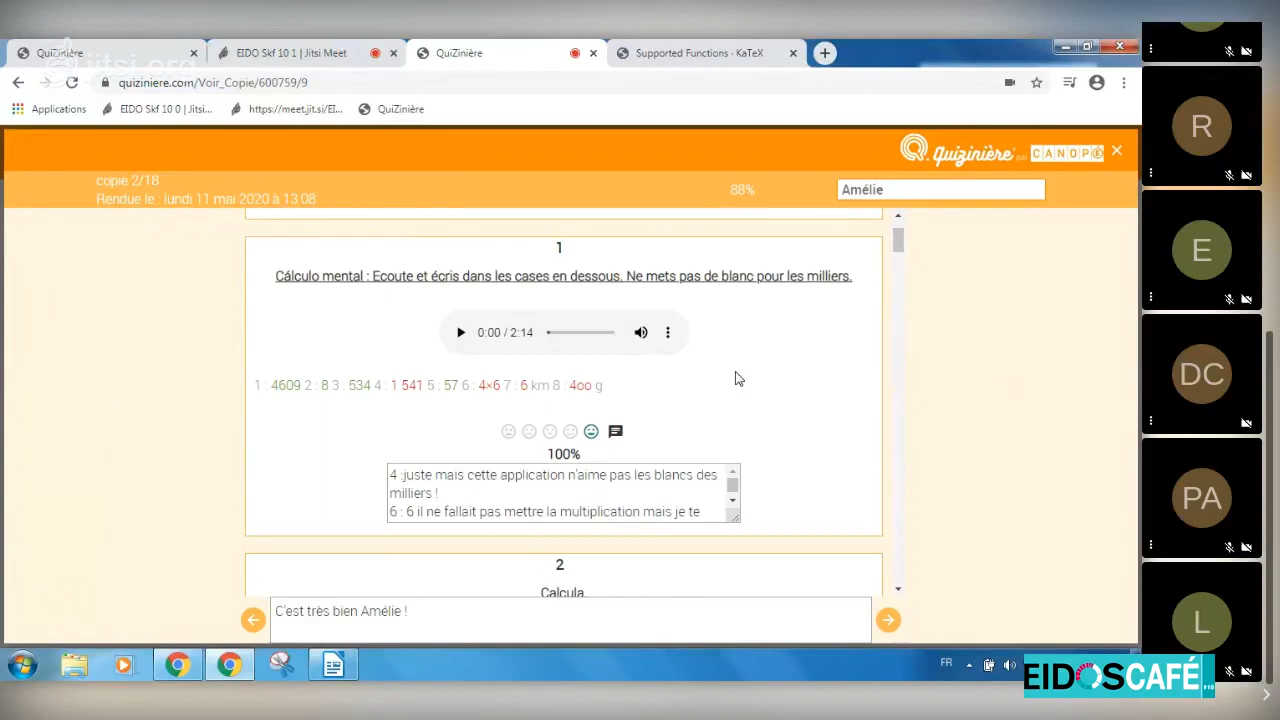 jitsi.org
QuiZinière
EIDO Skf 10 1 | Jitsi Meet
QuiZinière
Supported Functions - KaTeX
quiziniere.com/Voir_Copie/600759/9
Applications
EIDO Skf 10 0 | Jitsi...
https://meet.jit.si/EI...
QuiZinière
Quizinière par CANOPÉ
copie 2/18
Rendue le : lundi 11 mai 2020 à 13:08
88%
Amélie
1
Cálculo mental : Ecoute et écris dans les cases en dessous. Ne mets pas de blanc pour les milliers.
0:00 / 2:14
1 : 4609 2 : 8 3 : 534 4 : 1 541 5 : 57 6 : 4×6 7 : 6 km 8 : 4oo g
100%
4 :juste mais cette application n'aime pas les blancs des
milliers !
6 : 6 il ne fallait pas mettre la multiplication mais je te
2
Calcula.
C'est très bien Amélie !
FR
R
E
DC
PA
L
EIDOSCAFÉ
F10